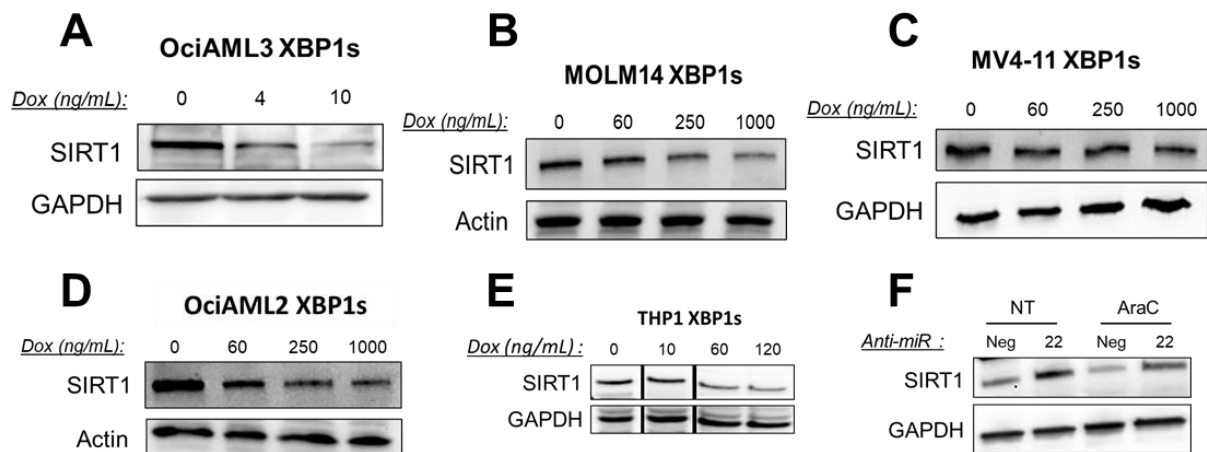 A
OciAML3 XBP1s
Dox (ng/mL): 0 4 10
SIRT1
GAPDH
B
MOLM14 XBP1s
Dox (ng/mL): 0 60 250 1000
SIRT1
Actin
C
MV4-11 XBP1s
Dox (ng/mL): 0 60 250 1000
SIRT1
GAPDH
D
OciAML2 XBP1s
Dox (ng/mL): 0 60 250 1000
SIRT1
Actin
E
THP1 XBP1s
Dox (ng/mL) : 0 10 60 120
SIRT1
GAPDH
F
NT AraC
Anti-miR : Neg 22 Neg 22
SIRT1
GAPDH